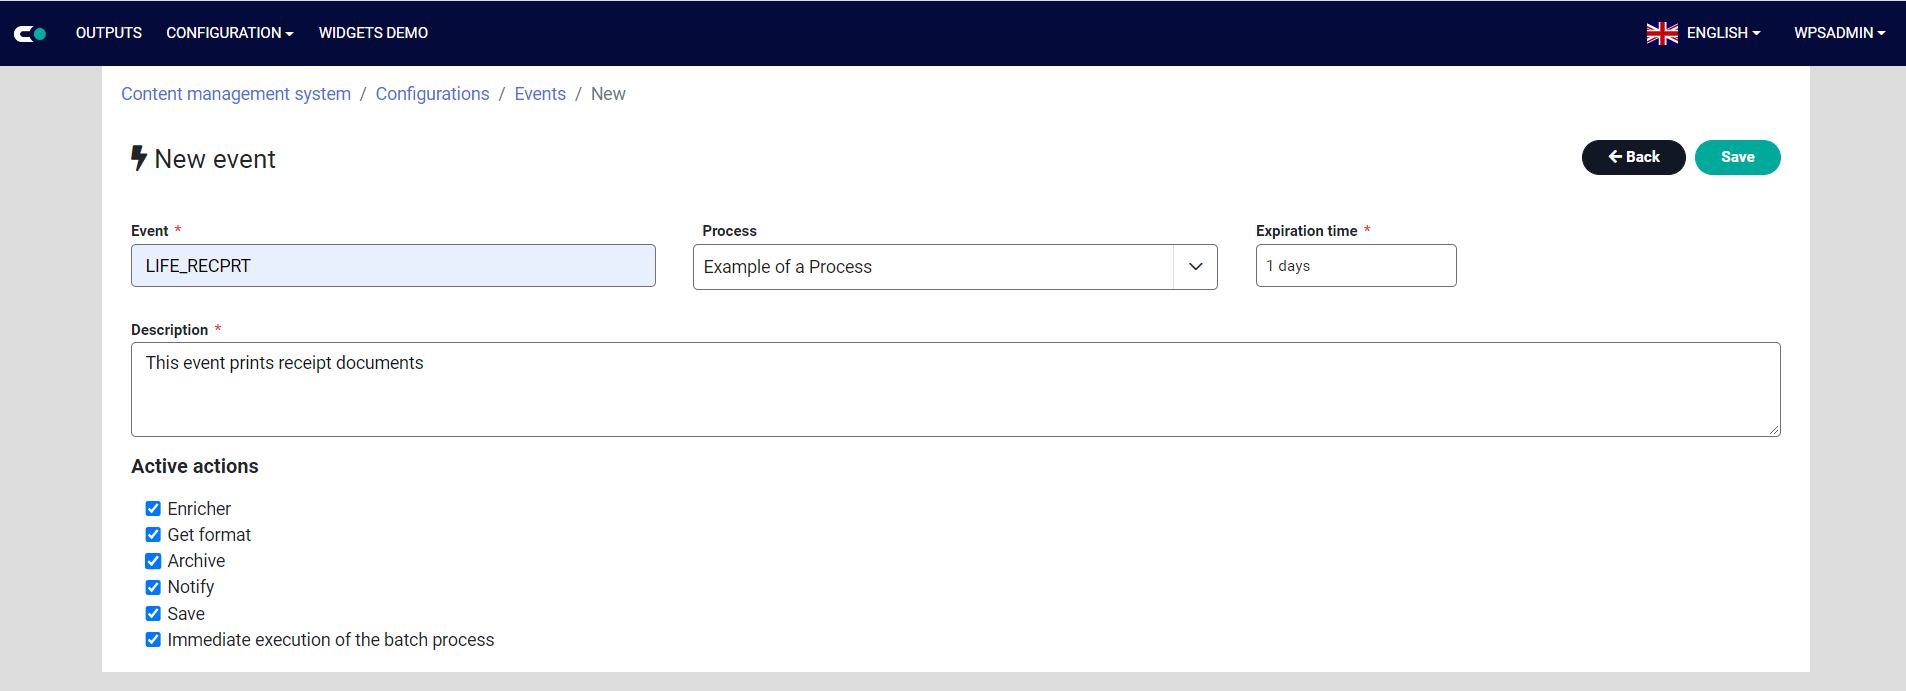 OUTPUTS CONFIGURATION WIDGETS DEMO ENGLISH WPSADMIN
Content management system / Configurations / Events / New
New event Back Save
Event * Process Expiration time *
LIFE_RECPRT Example of a Process 1 days
Description *
This event prints receipt documents
Active actions
Enricher
Get format
Archive
Notify
Save
Immediate execution of the batch process